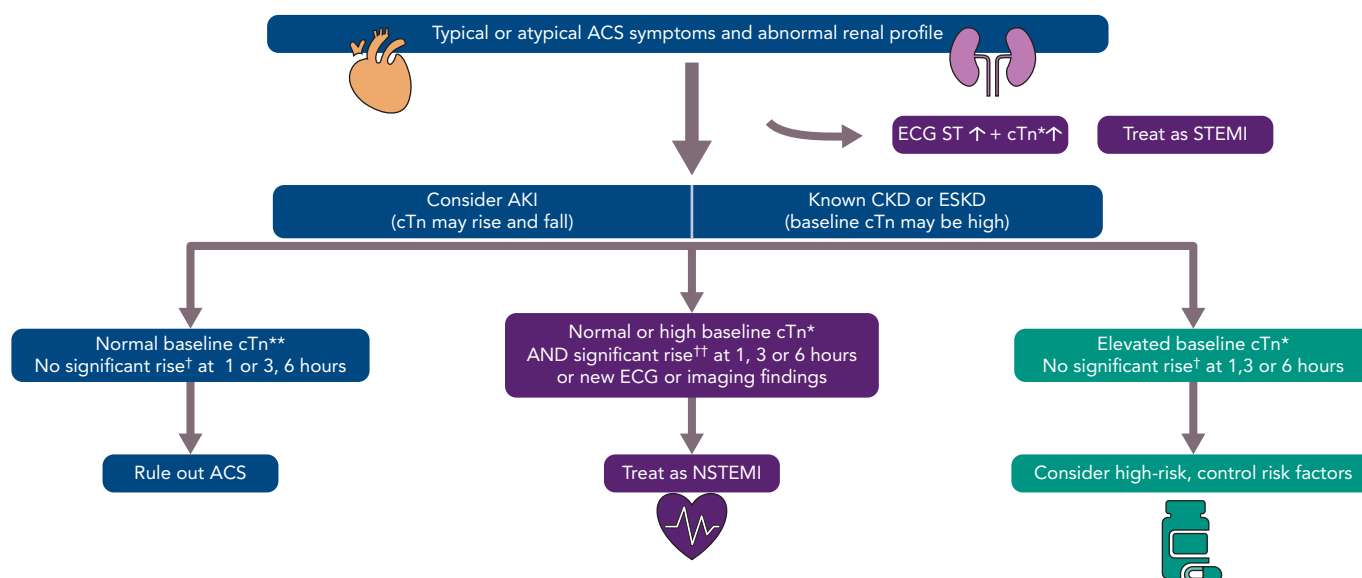 Typical or atypical ACS symptoms and abnormal renal profile
ECG ST ↑ + cTn*↑
Treat as STEMI
Consider AKI
(cTn may rise and fall)
Known CKD or ESKD
(baseline cTn may be high)
Normal baseline cTn**
No significant rise† at 1 or 3, 6 hours
Normal or high baseline cTn*
AND significant rise†† at 1, 3 or 6 hours
or new ECG or imaging findings
Elevated baseline cTn*
No significant rise† at 1,3 or 6 hours
Rule out ACS
Treat as NSTEMI
Consider high-risk, control risk factors